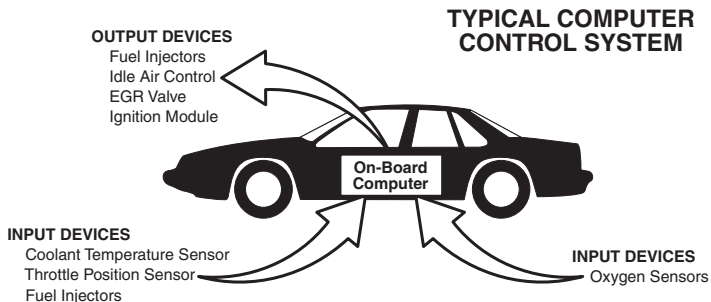 TYPICAL COMPUTER
CONTROL SYSTEM
OUTPUT DEVICES
Fuel Injectors
Idle Air Control
EGR Valve
Ignition Module
On-Board
Computer
INPUT DEVICES
Coolant Temperature Sensor
Throttle Position Sensor
Fuel Injectors
INPUT DEVICES
Oxygen Sensors